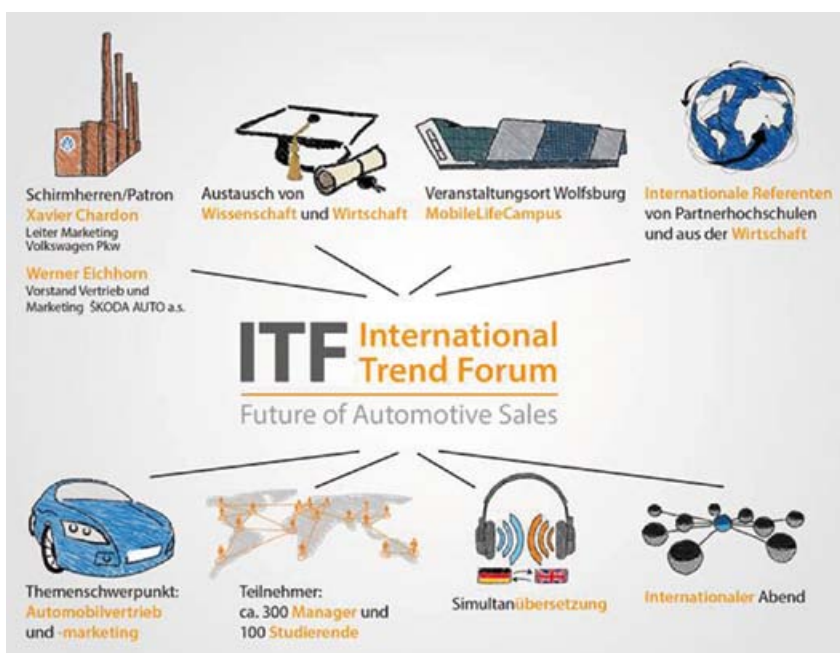 Schirmherren/Patron
Xavier Chardon
Leiter Marketing
Volkswagen Pkw
Werner Eichhorn
Vorstand Vertrieb und
Marketing ŠKODA AUTO a.s.
Austausch von
Wissenschaft und Wirtschaft
Veranstaltungsort Wolfsburg
MobileLifeCampus
Internationale Referenten
von Partnerhochschulen
und aus der Wirtschaft
ITF International
Trend Forum
Future of Automotive Sales
Themenschwerpunkt:
Automobilvertrieb
und -marketing
Teilnehmer:
ca. 300 Manager und
100 Studierende
Simultanübersetzung
Internationaler Abend